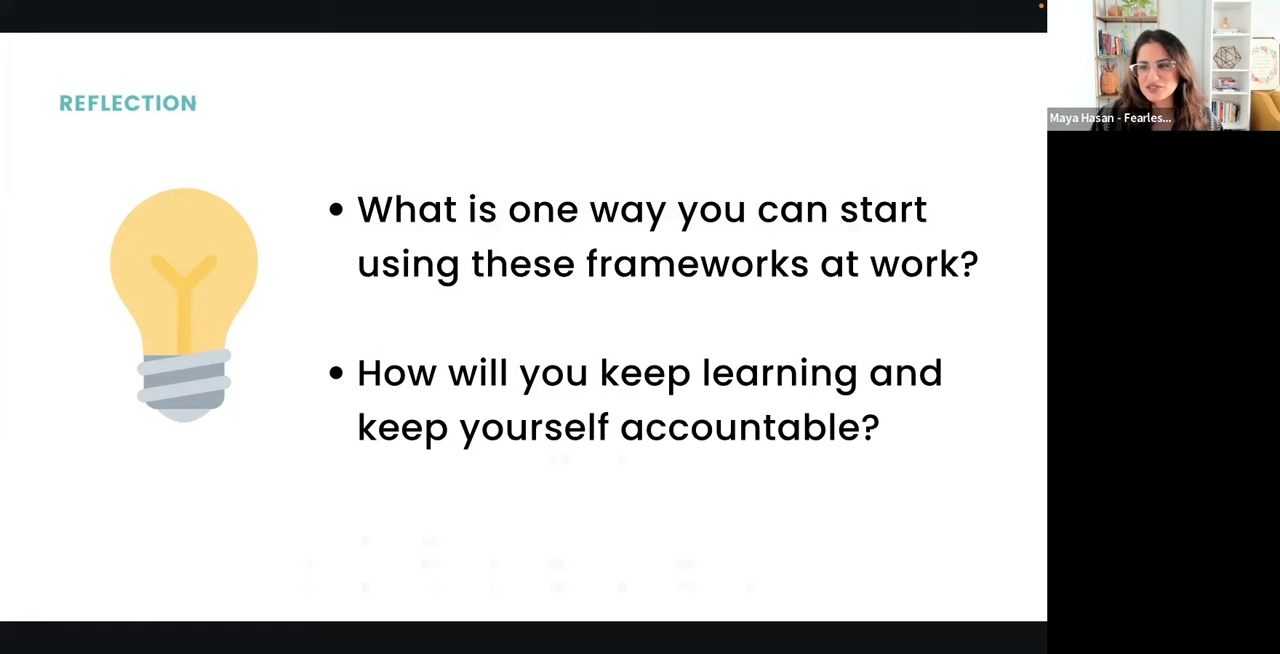 REFLECTION
• What is one way you can start
using these frameworks at work?
• How will you keep learning and
keep yourself accountable?
Maya Hasan - Fearles...